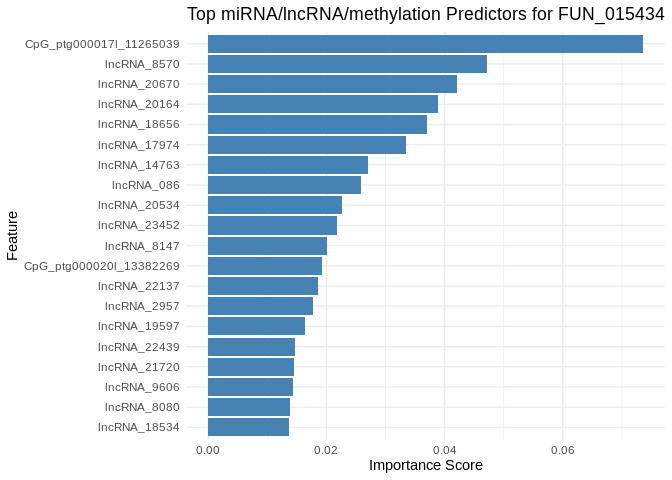 Top miRNA/lncRNA/methylation Predictors for FUN_015434
Feature
CpG_ptg000017l_11265039
lncRNA_8570
lncRNA_20670
lncRNA_20164
lncRNA_18656
lncRNA_17974
lncRNA_14763
lncRNA_086
lncRNA_20534
lncRNA_23452
lncRNA_8147
CpG_ptg000020l_13382269
lncRNA_22137
lncRNA_2957
lncRNA_19597
lncRNA_22439
lncRNA_21720
lncRNA_9606
lncRNA_8080
lncRNA_18534
0.00 0.02 0.04 0.06
Importance Score